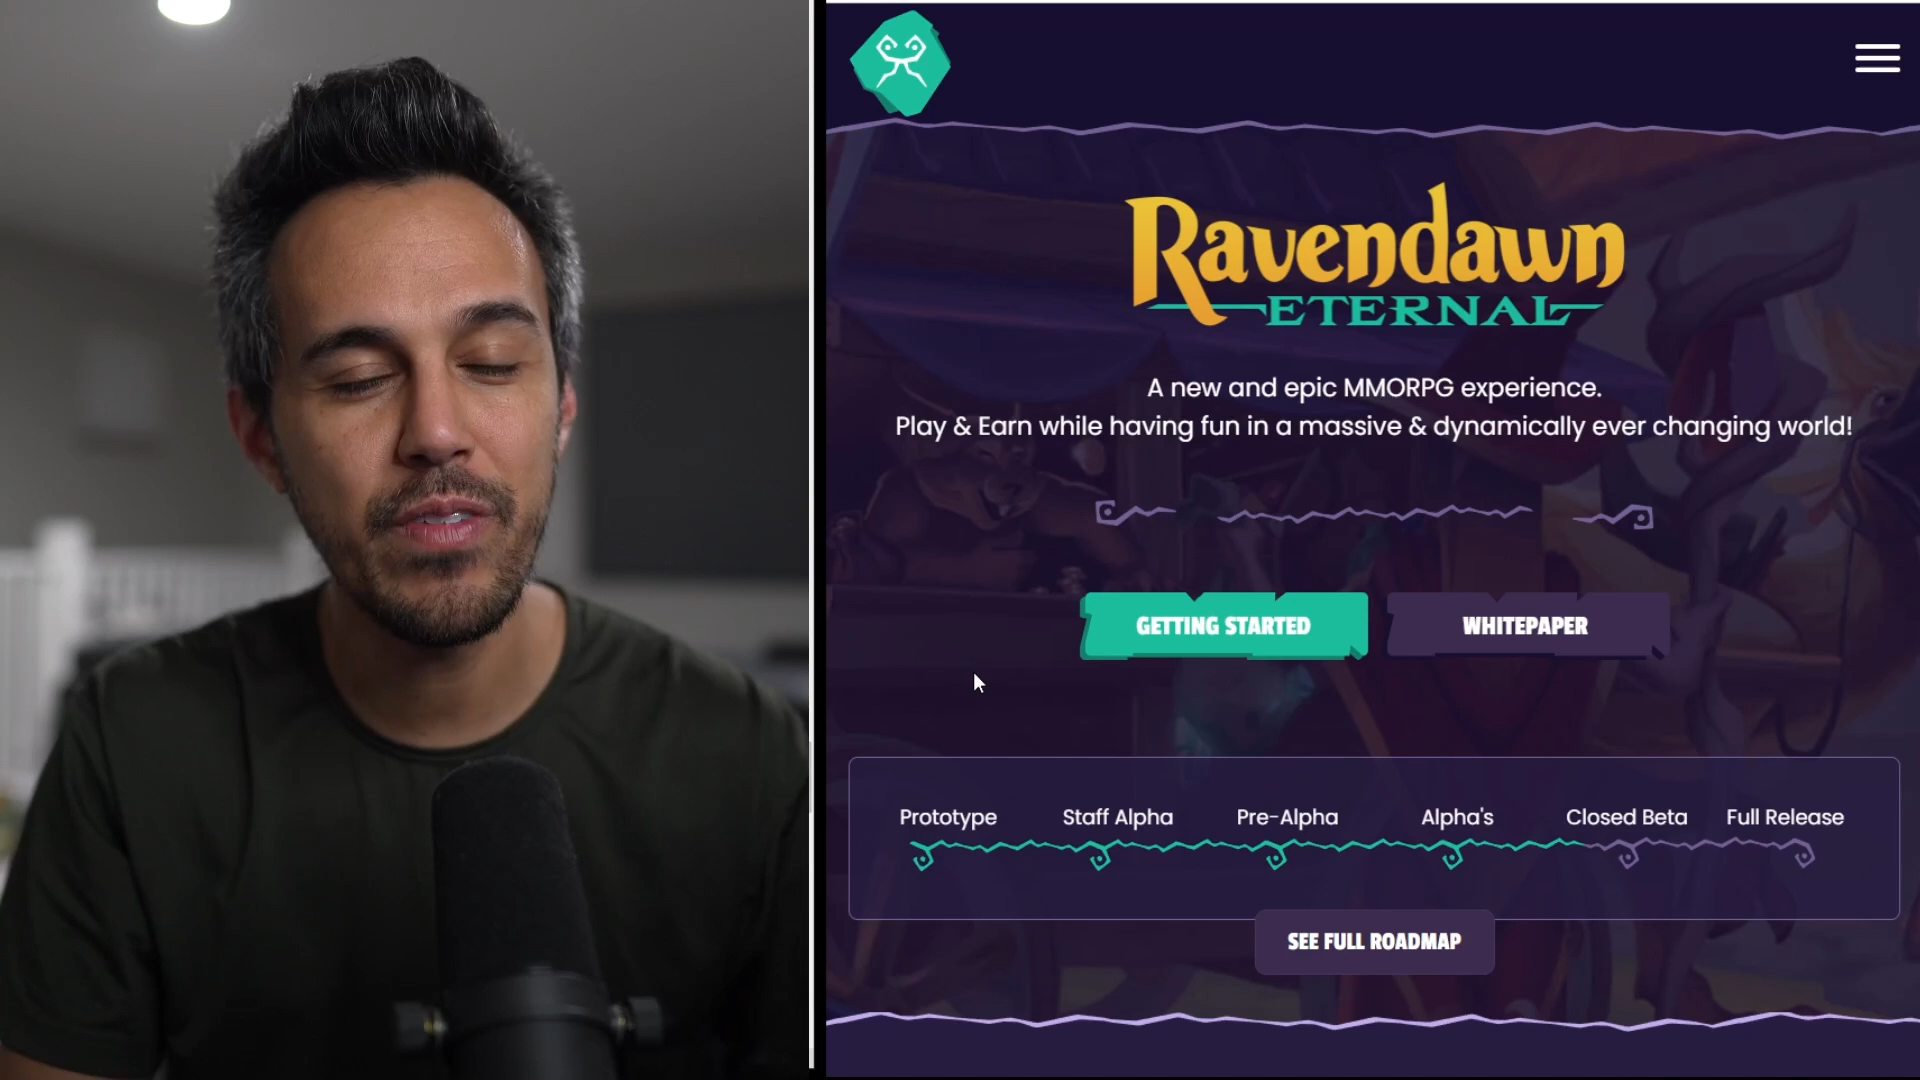 Ravendawn
ETERNAL
A new and epic MMORPG experience.
Play & Earn while having fun in a massive & dynamically ever changing world!
GETTING STARTED
WHITEPAPER
Prototype
Staff Alpha
Pre-Alpha
Alpha's
Closed Beta
Full Release
SEE FULL ROADMAP